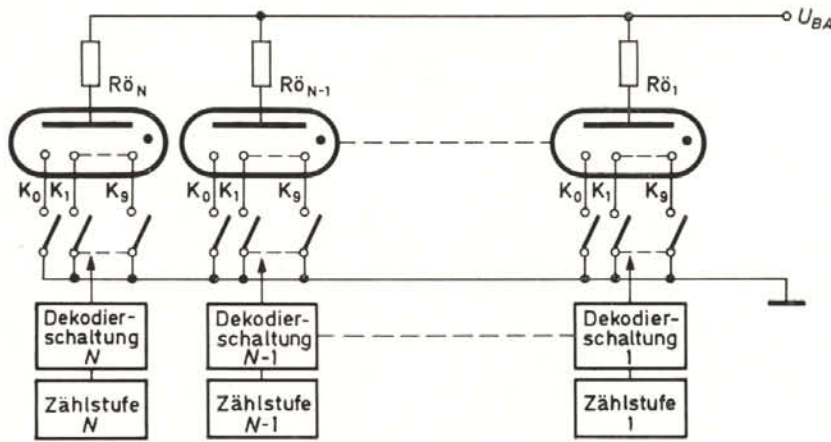 U_BA
Rö_N Rö_N-1 Rö_1
K_0 K_1 K_9 K_0 K_1 K_9 K_0 K_1 K_9
Dekodier- Dekodier- Dekodier-
schaltung schaltung schaltung
N N-1 1
Zählstufe Zählstufe Zählstufe
N N-1 1